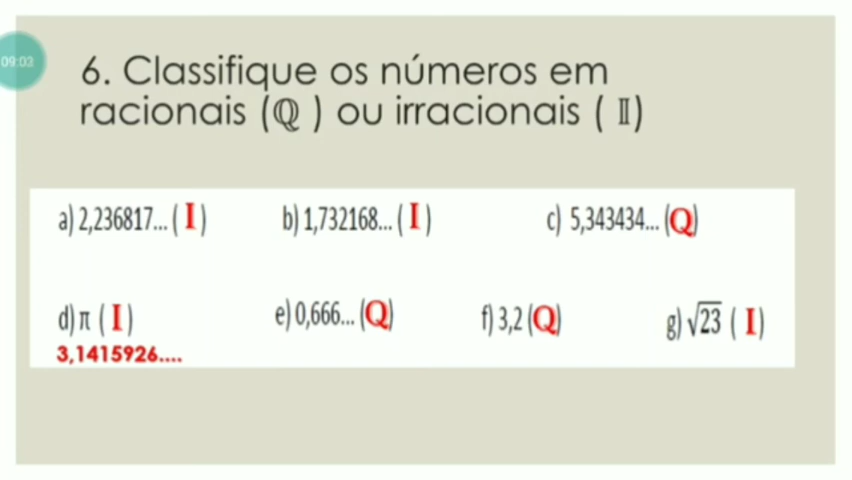 09:03
6. Classifique os números em
racionais (ℚ ) ou irracionais ( 𝕀)
a) 2,236817... ( I ) b) 1,732168... ( I ) c) 5,343434... (Q)
d) π ( I ) e) 0,666... (Q) f) 3,2 (Q) g) √23 ( I )
3,1415926....